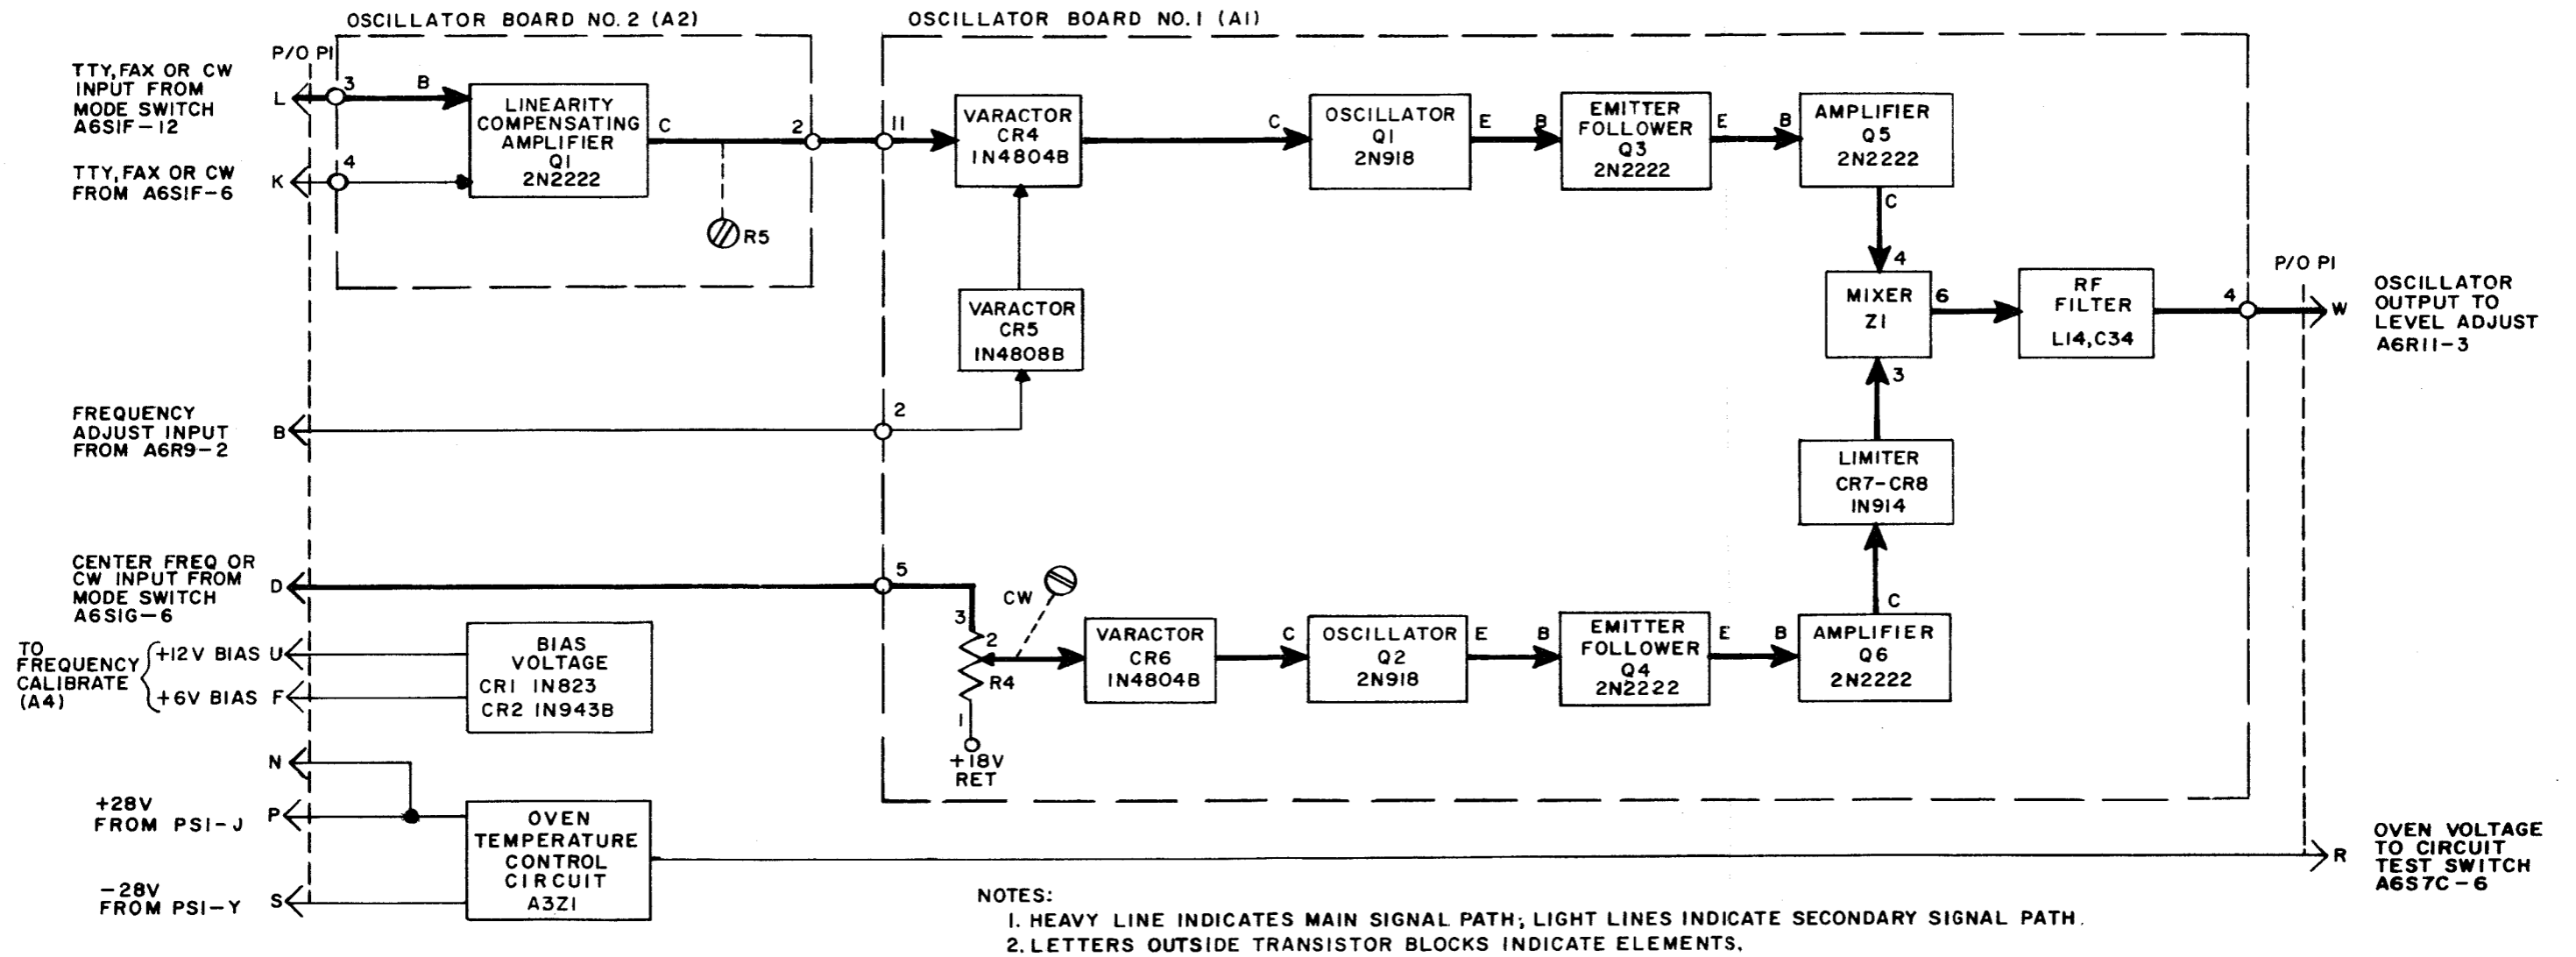 OSCILLATOR BOARD NO. 2 (A2)
OSCILLATOR BOARD NO. 1 (A1)
P/O P1
TTY, FAX OR CW
INPUT FROM
MODE SWITCH
A6S1F-12
L
3
B
LINEARITY
COMPENSATING
AMPLIFIER
Q1
2N2222
C
2
11
VARACTOR
CR4
1N4804B
C
OSCILLATOR
Q1
2N918
E
B
EMITTER
FOLLOWER
Q3
2N2222
E
B
AMPLIFIER
Q5
2N2222
C
TTY, FAX OR CW
FROM A6S1F-6
K
4
R5
4
MIXER
Z1
6
3
RF
FILTER
L14, C34
4
P/O P1
W
OSCILLATOR
OUTPUT TO
LEVEL ADJUST
A6R11-3
VARACTOR
CR5
1N4808B
FREQUENCY
ADJUST INPUT
FROM A6R9-2
B
2
LIMITER
CR7-CR8
1N914
CENTER FREQ OR
CW INPUT FROM
MODE SWITCH
A6S1G-6
D
5
3
CW
2
R4
1
+18V
RET
VARACTOR
CR6
1N4804B
C
OSCILLATOR
Q2
2N918
E
B
EMITTER
FOLLOWER
Q4
2N2222
E
B
AMPLIFIER
Q6
2N2222
C
TO
FREQUENCY
CALIBRATE
(A4)
+12V BIAS U
+6V BIAS F
BIAS
VOLTAGE
CR1 1N823
CR2 1N943B
N
+28V
FROM PS1-J
P
-28V
FROM PS1-Y
S
OVEN
TEMPERATURE
CONTROL
CIRCUIT
A3Z1
R
OVEN VOLTAGE
TO CIRCUIT
TEST SWITCH
A6S7C-6
NOTES:
1. HEAVY LINE INDICATES MAIN SIGNAL PATH; LIGHT LINES INDICATE SECONDARY SIGNAL PATH.
2. LETTERS OUTSIDE TRANSISTOR BLOCKS INDICATE ELEMENTS.